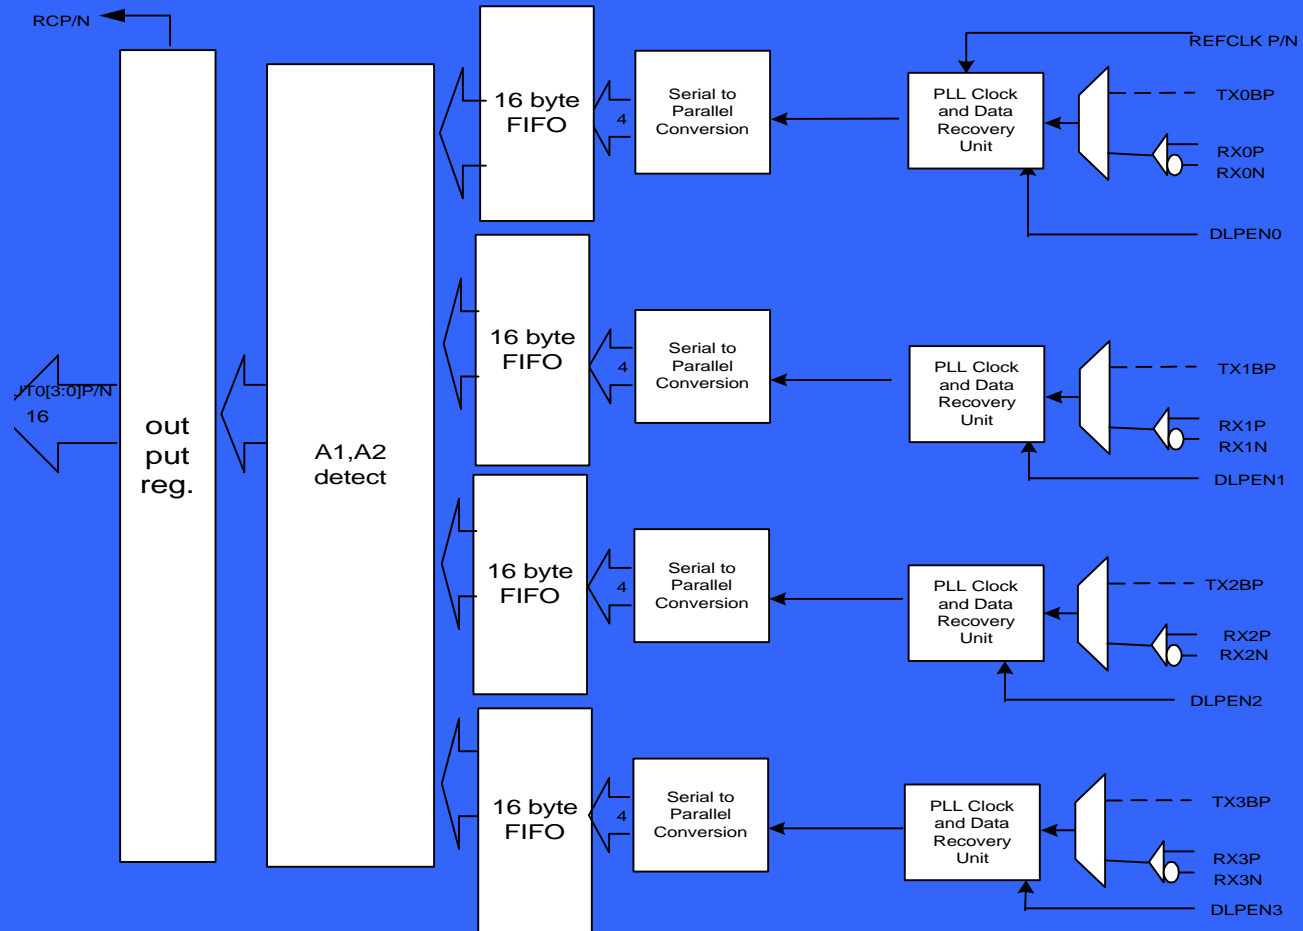 RCP/N
REFCLK P/N
16 byte
FIFO
4
Serial to
Parallel
Conversion
PLL Clock
and Data
Recovery
Unit
TX0BP
RX0P
RX0N
DLPEN0
16 byte
FIFO
4
Serial to
Parallel
Conversion
PLL Clock
and Data
Recovery
Unit
TX1BP
RX1P
RX1N
DLPEN1
T0[3:0]P/N
16
out
put
reg.
A1,A2
detect
16 byte
FIFO
4
Serial to
Parallel
Conversion
PLL Clock
and Data
Recovery
Unit
TX2BP
RX2P
RX2N
DLPEN2
16 byte
FIFO
4
Serial to
Parallel
Conversion
PLL Clock
and Data
Recovery
Unit
TX3BP
RX3P
RX3N
DLPEN3